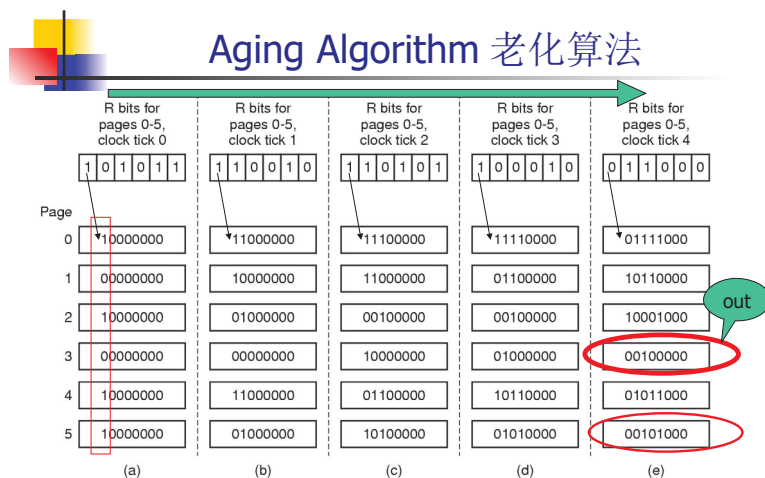 Aging Algorithm 老化算法
R bits for pages 0-5, clock tick 0
R bits for pages 0-5, clock tick 1
R bits for pages 0-5, clock tick 2
R bits for pages 0-5, clock tick 3
R bits for pages 0-5, clock tick 4
1 0 1 0 1 1
1 1 0 0 1 0
1 1 0 1 0 1
1 0 0 0 1 0
0 1 1 0 0 0
Page
0 10000000 11000000 11100000 11110000 01111000
1 00000000 10000000 11000000 01100000 10110000
out
2 10000000 01000000 00100000 00100000 10001000
3 00000000 00000000 10000000 01000000 00100000
4 10000000 11000000 01100000 10110000 01011000
5 10000000 01000000 10100000 01010000 00101000
(a) (b) (c) (d) (e)